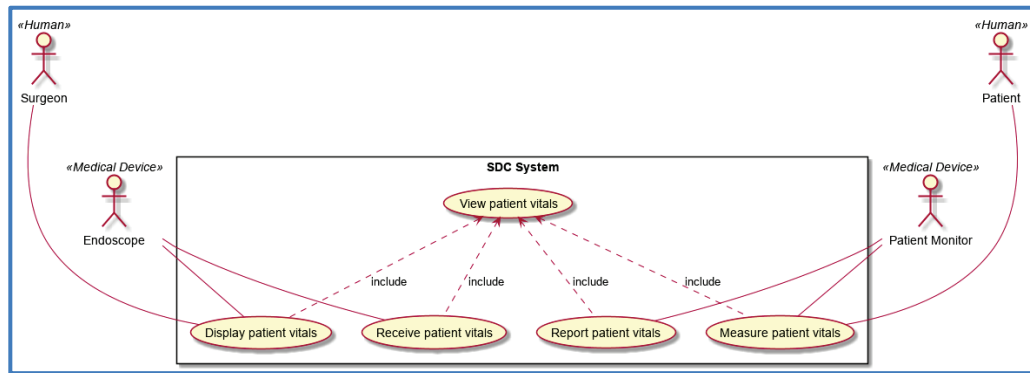 «Human»
Surgeon
«Human»
Patient
«Medical Device»
Endoscope
SDC System
«Medical Device»
Patient Monitor
View patient vitals
include
include
include
include
Display patient vitals
Receive patient vitals
Report patient vitals
Measure patient vitals